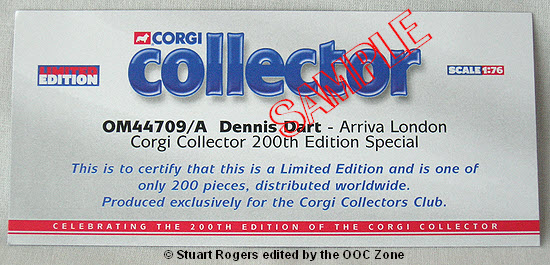 CORGI
collector
SAMPLE
LIMITED
EDITION
SCALE 1:76
OM44709/A Dennis Dart - Arriva London
Corgi Collector 200th Edition Special
This is to certify that this is a Limited Edition and is one of
only 200 pieces, distributed worldwide.
Produced exclusively for the Corgi Collectors Club.
CELEBRATING THE 200TH EDITION OF THE CORGI COLLECTOR
© Stuart Rogers edited by the OOC Zone